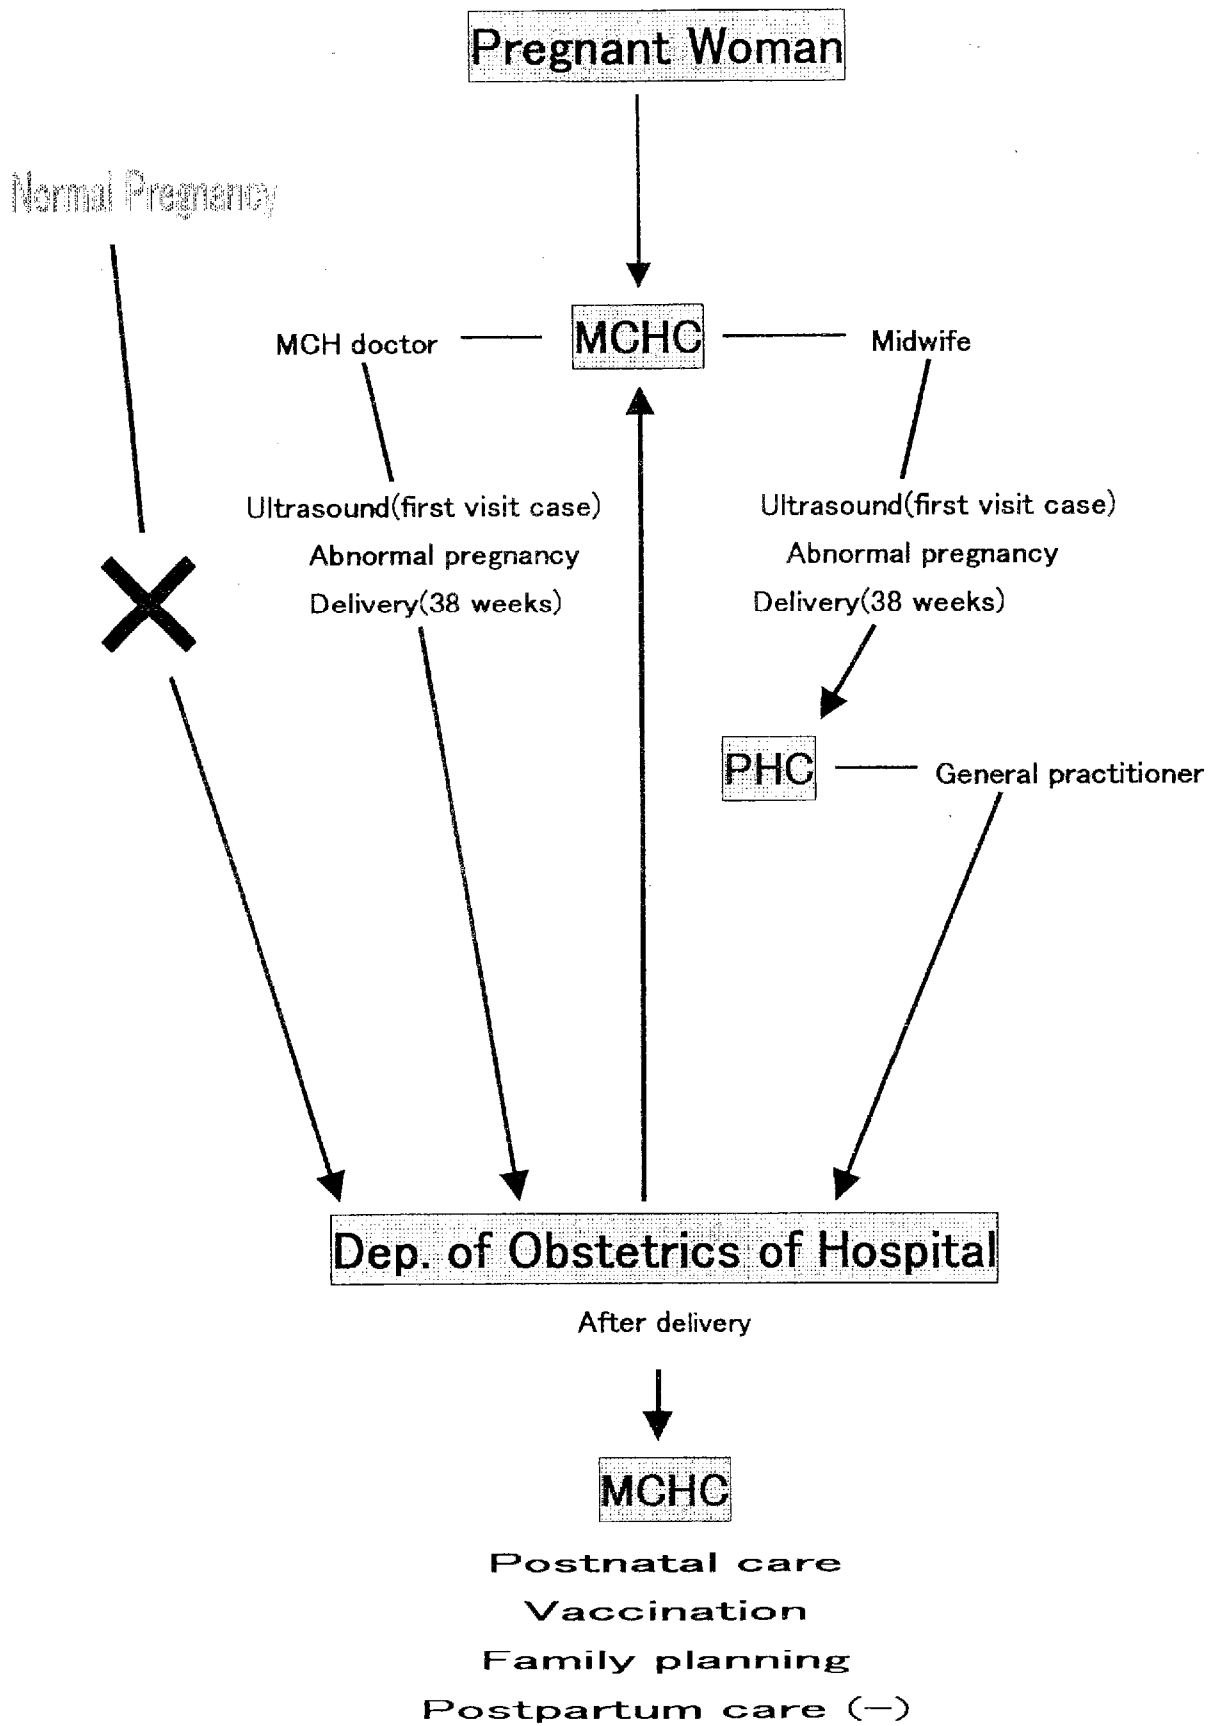 Pregnant Woman
Normal Pregnancy
MCH doctor
MCHC
Midwife
Ultrasound(first visit case)
Abnormal pregnancy
Delivery(38 weeks)
Ultrasound(first visit case)
Abnormal pregnancy
Delivery(38 weeks)
PHC
General practitioner
Dep. of Obstetrics of Hospital
After delivery
MCHC
Postnatal care
Vaccination
Family planning
Postpartum care (−)